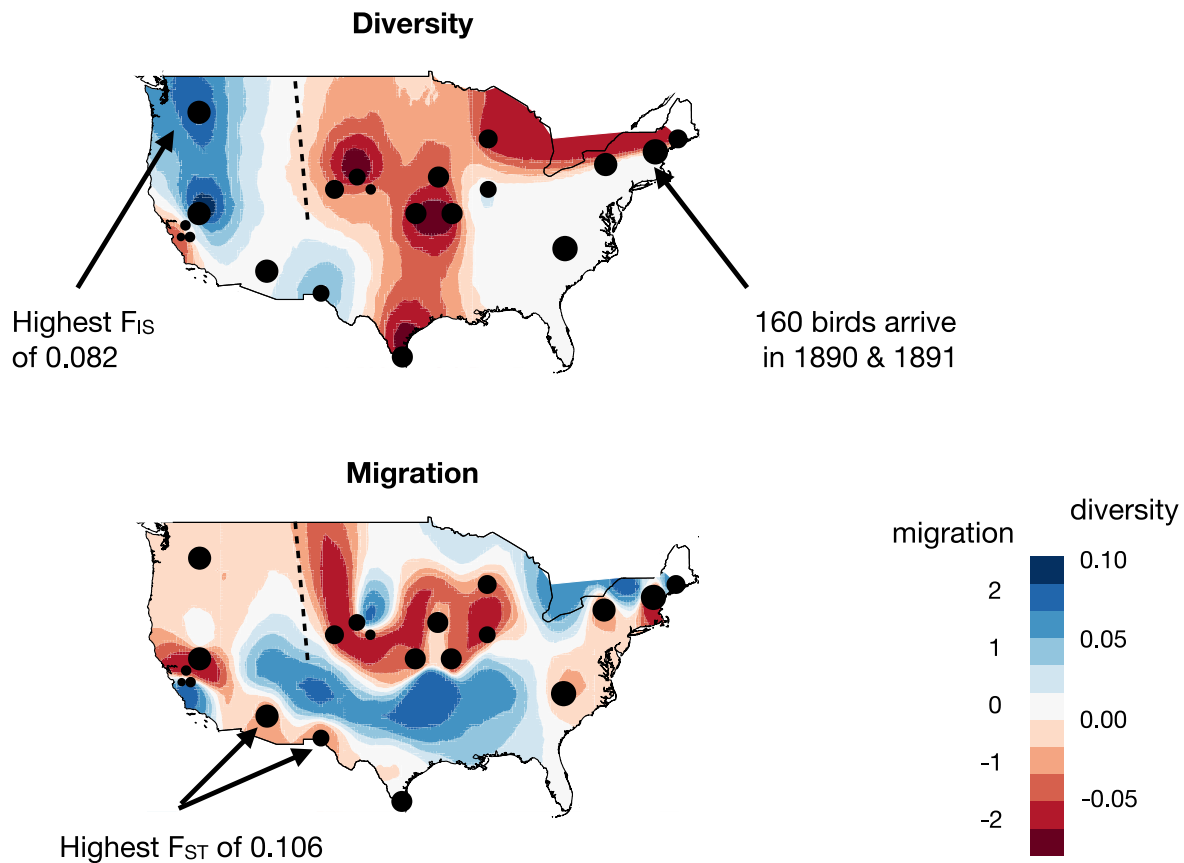 Diversity
Highest FIS
of 0.082
160 birds arrive
in 1890 & 1891
Migration
Highest FST of 0.106
migration
diversity
2
1
0
-1
-2
0.10
0.05
0.00
-0.05